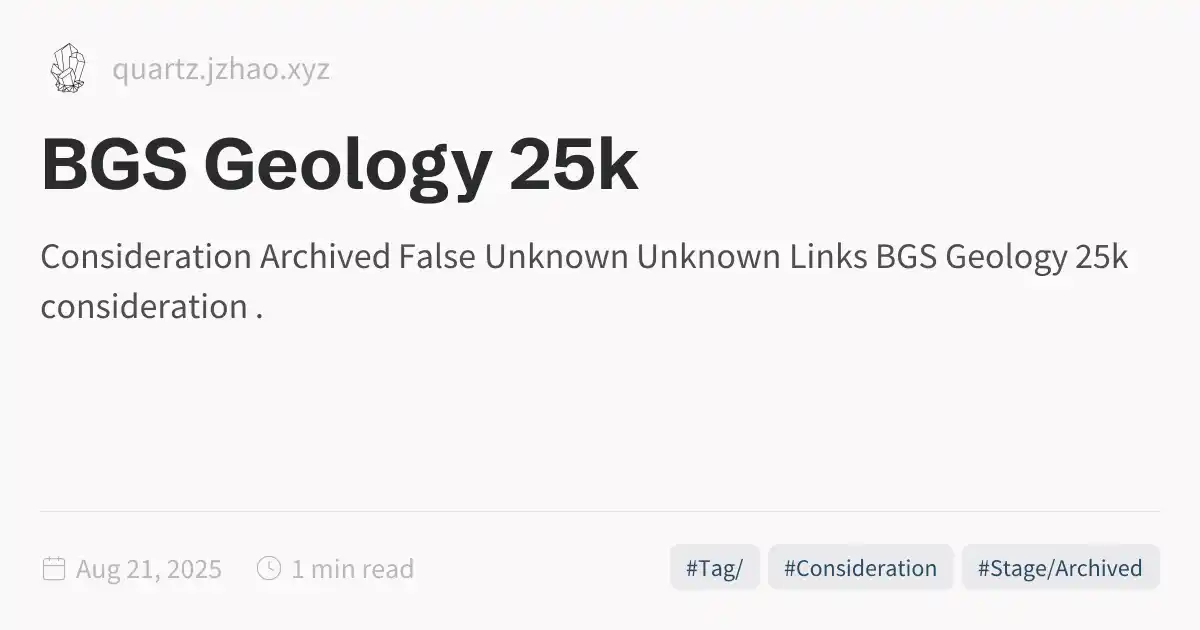 quartz.jzhao.xyz
BGS Geology 25k
Consideration Archived False Unknown Unknown Links BGS Geology 25k
consideration .
Aug 21, 2025 1 min read #Tag/ #Consideration #Stage/Archived